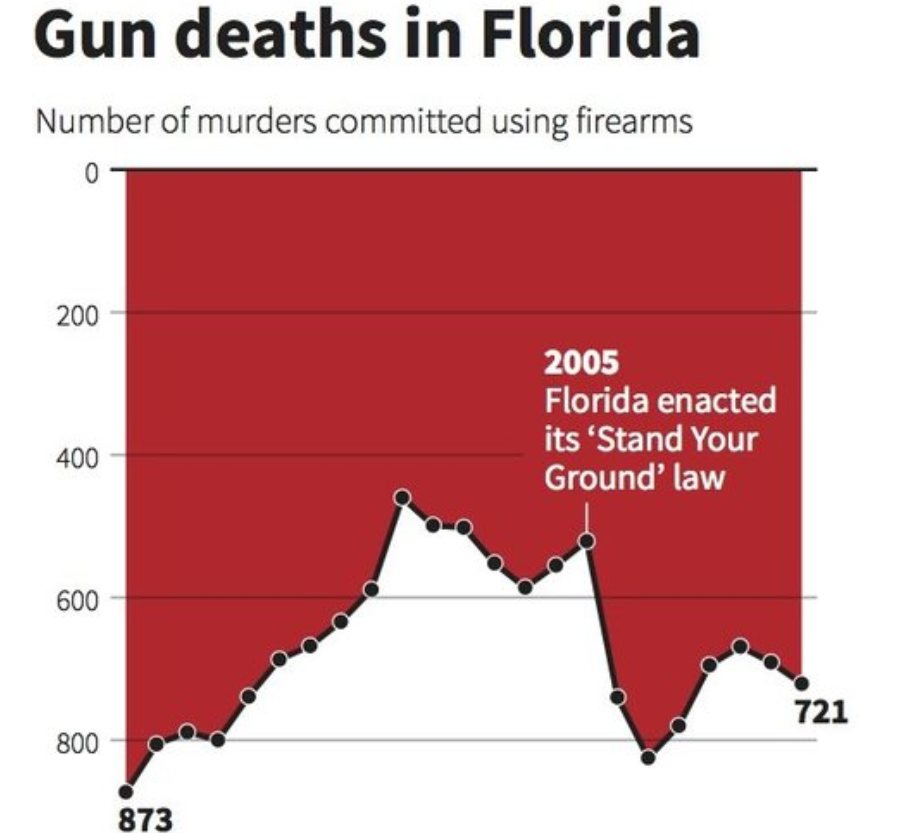 Gun deaths in Florida
Number of murders committed using firearms
0
200
2005
Florida enacted
its ‘Stand Your
Ground’ law
400
600
721
800
873